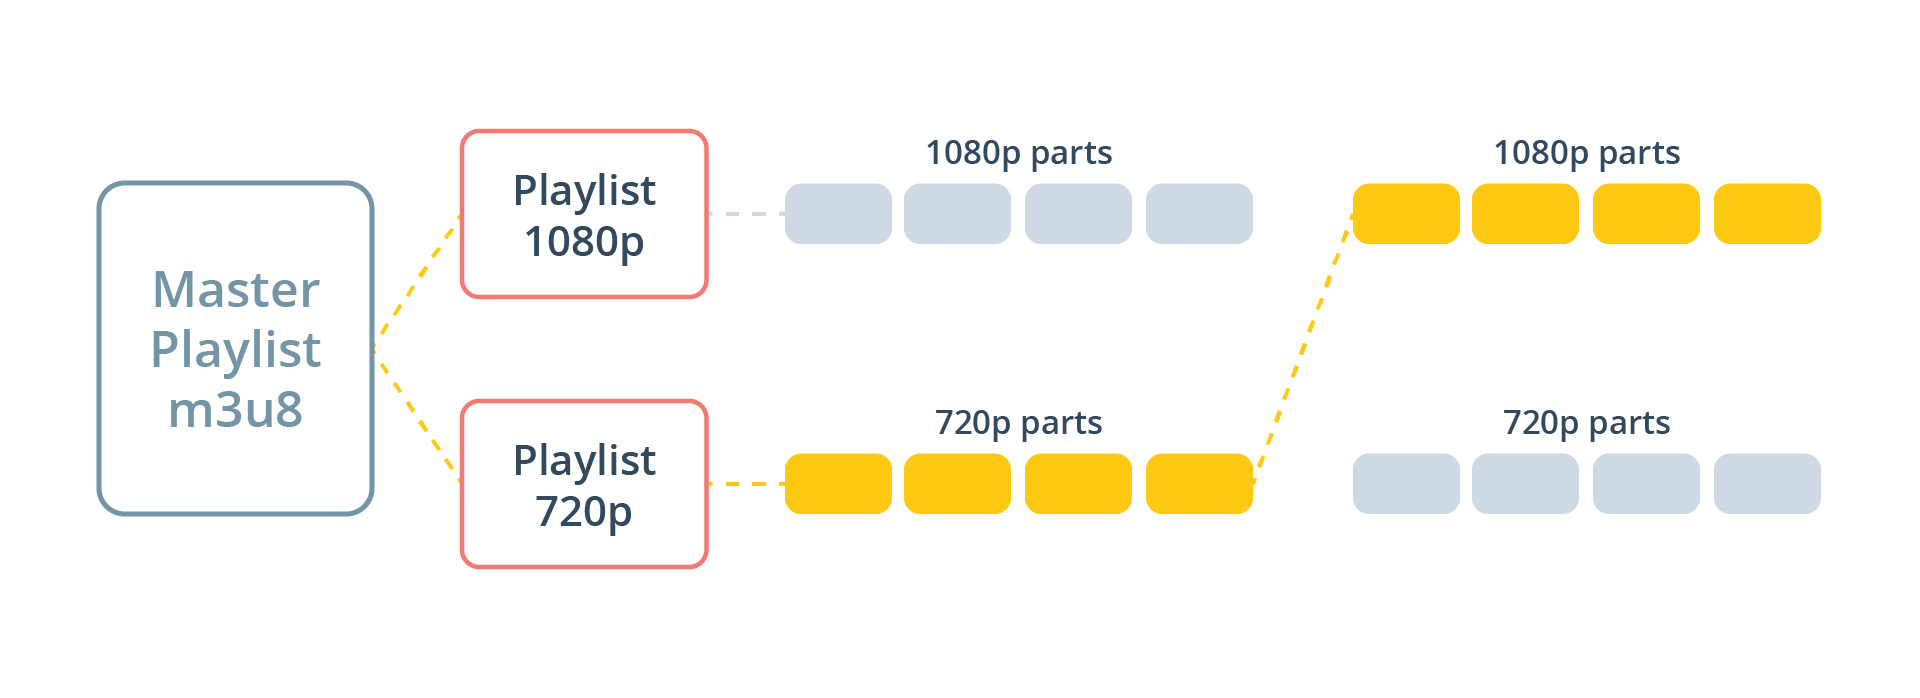 Master
Playlist
m3u8
Playlist
1080p
1080p parts
1080p parts
Playlist
720p
720p parts
720p parts